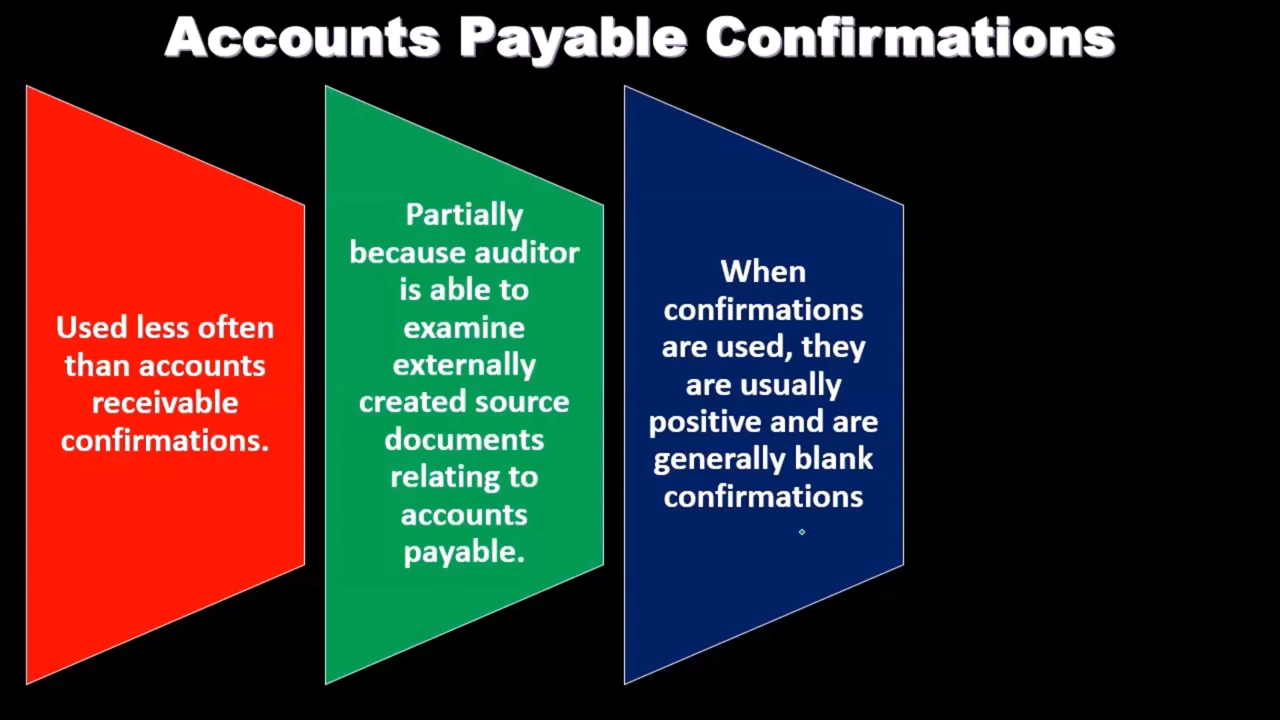 Accounts Payable Confirmations
Used less often
than accounts
receivable
confirmations.
Partially
because auditor
is able to
examine
externally
created source
documents
relating to
accounts
payable.
When
confirmations
are used, they
are usually
positive and are
generally blank
confirmations